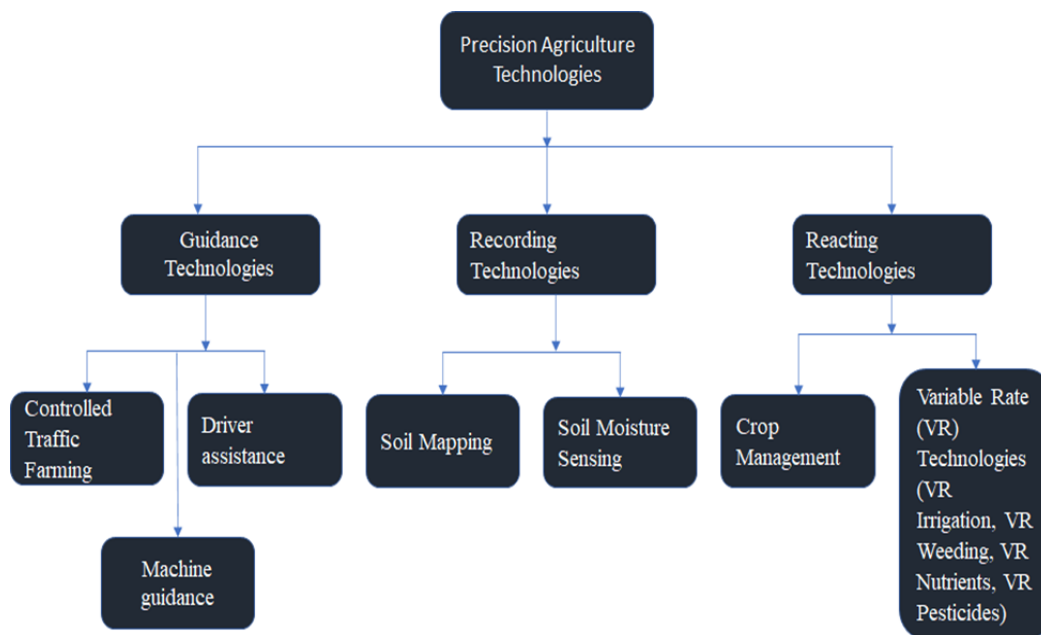 Precision Agriculture
Technologies
Guidance
Technologies
Recording
Technologies
Reacting
Technologies
Controlled
Traffic
Farming
Driver
assistance
Machine
guidance
Soil Mapping
Soil Moisture
Sensing
Crop
Management
Variable Rate
(VR)
Technologies
(VR
Irrigation, VR
Weeding, VR
Nutrients, VR
Pesticides)